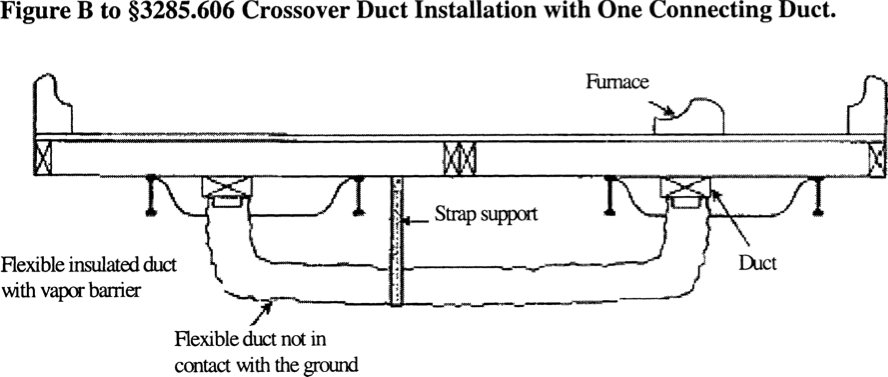 Figure B to §3285.606 Crossover Duct Installation with One Connecting Duct.
Furnace
Strap support
Duct
Flexible insulated duct
with vapor barrier
Flexible duct not in
contact with the ground